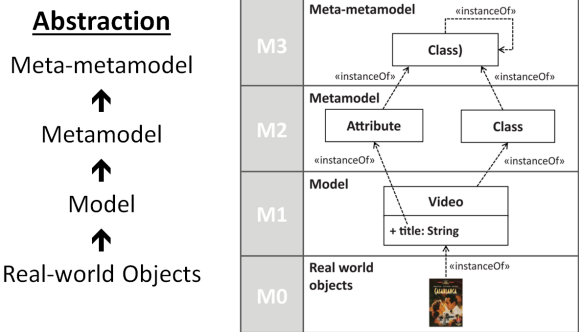 Abstraction
Meta-metamodel
Metamodel
Model
Real-world Objects
M3
Meta-metamodel
«instanceOf»
Class)
«instanceOf»
«instanceOf»
M2
Metamodel
Attribute
Class
«instanceOf»
«instanceOf»
M1
Model
Video
+ title: String
M0
Real world
objects
«instanceOf»
CASABLANCA